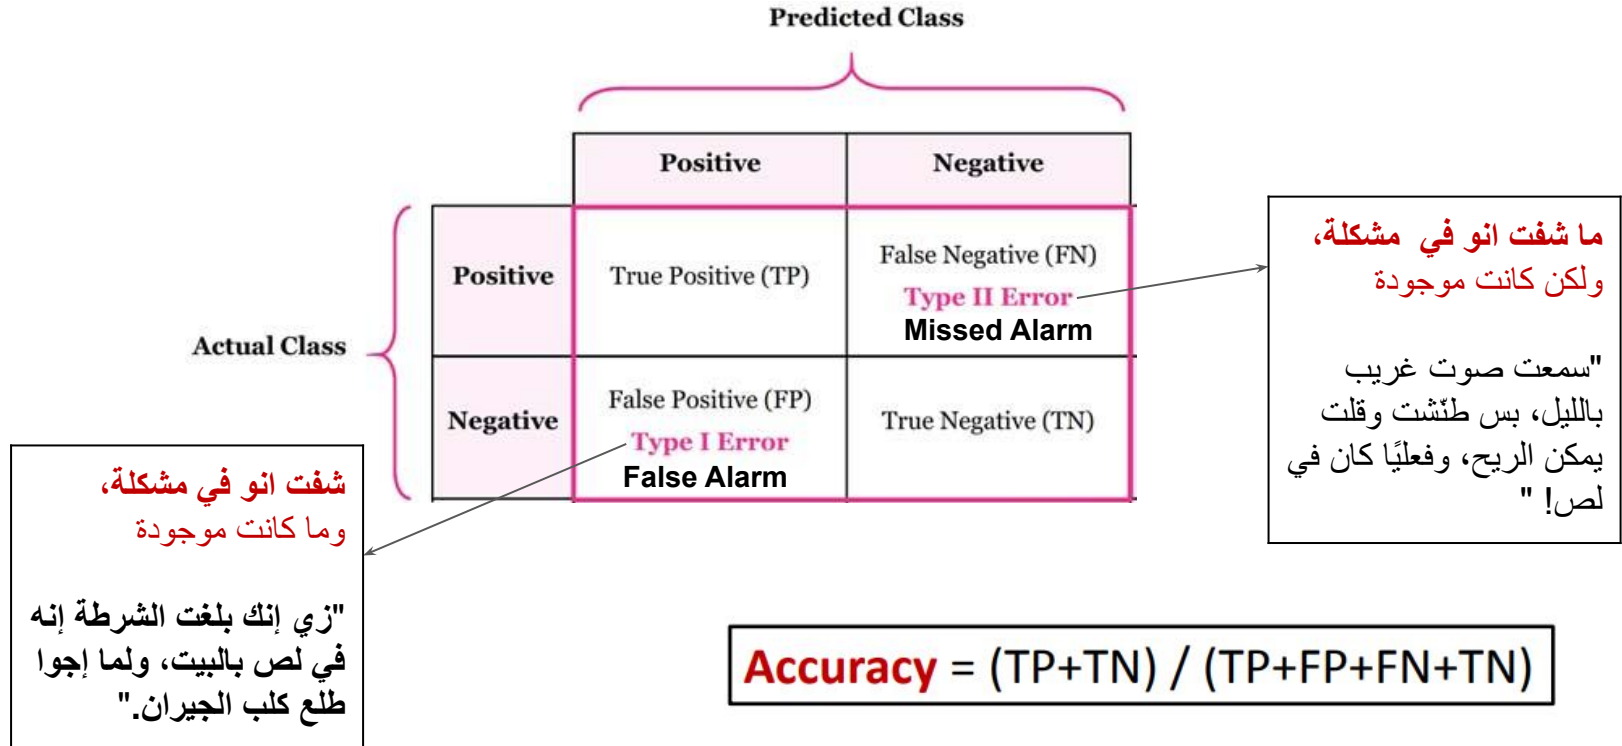 Predicted Class
Positive
Negative
Actual Class
Positive
True Positive (TP)
False Negative (FN)
Type II Error
Missed Alarm
Negative
False Positive (FP)
Type I Error
False Alarm
True Negative (TN)
ما شفت انو في مشكلة،
ولكن كانت موجودة
"سمعت صوت غريب
بالليل، بس طنّشت وقلت
يمكن الريح، وفعليًا كان في
لص! "
شفت انو في مشكلة،
وما كانت موجودة
"زي إنك بلغت الشرطة إنه
في لص بالبيت، ولما إجوا
طلع كلب الجيران."
Accuracy = (TP+TN) / (TP+FP+FN+TN)